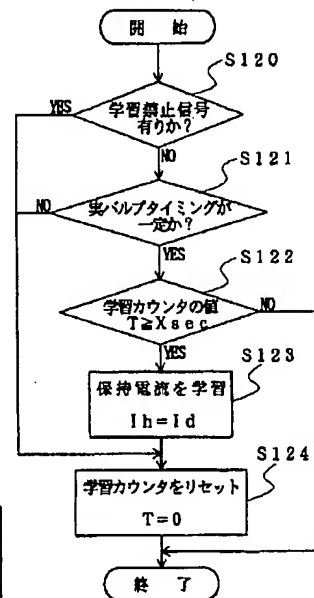 開 始
S120
学習禁止信号
有りか?
YES
NO
S121
実バルブタイミングが
一定か?
NO
YES
S122
学習カウンタの値
T≧Xsec
NO
YES
S123
保持電流を学習
Ih=Id
S124
学習カウンタをリセット
T=0
終 了